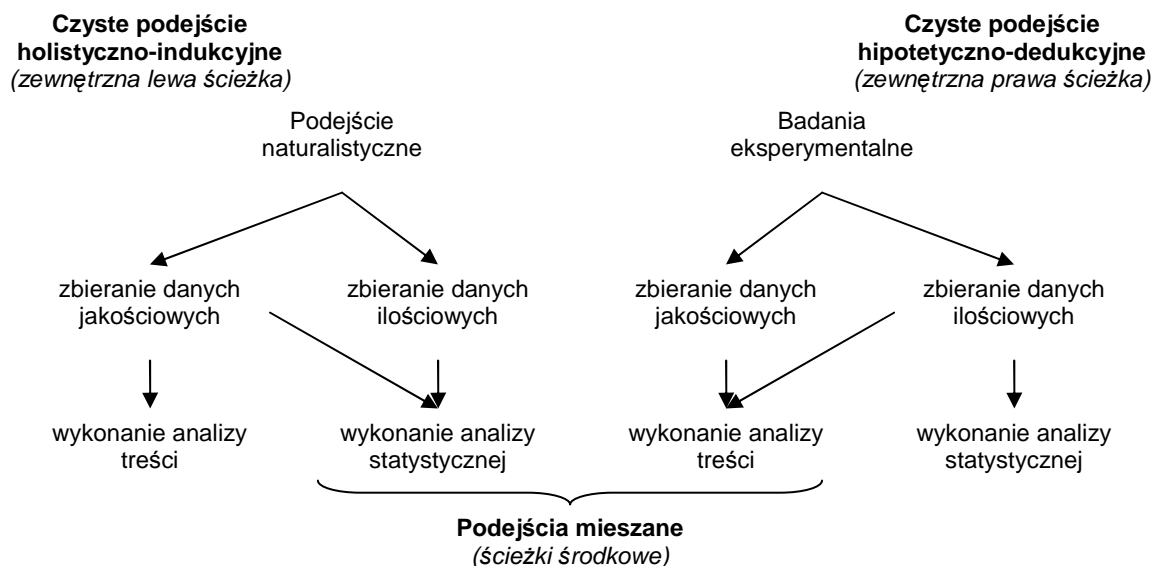 Czyste podejście
holistyczno-indukcyjne
(zewnętrzna lewa ścieżka)
Czyste podejście
hipotetyczno-dedukcyjne
(zewnętrzna prawa ścieżka)
Podejście
naturalistyczne
Badania
eksperymentalne
zbieranie danych
jakościowych
zbieranie danych
ilościowych
zbieranie danych
jakościowych
zbieranie danych
ilościowych
wykonanie analizy
treści
wykonanie analizy
statystycznej
wykonanie analizy
treści
wykonanie analizy
statystycznej
Podejścia mieszane
(ścieżki środkowe)